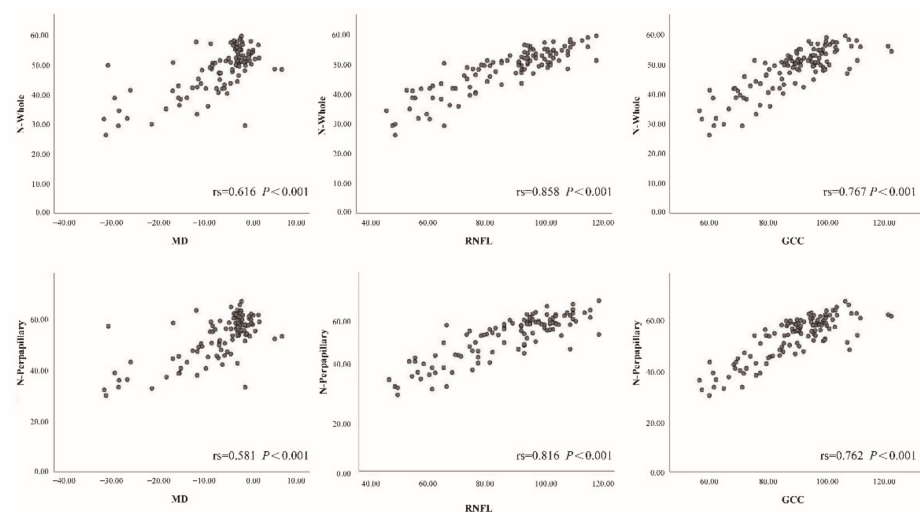 60.00
50.00
40.00
30.00
20.00
10.00
0.00
N-Whole
rs=0.616 P<0.001
−40.00 −30.00 −20.00 −10.00 0.00 10.00
MD
60.00
50.00
40.00
30.00
20.00
10.00
0.00
N-Whole
rs=0.858 P<0.001
40.00 60.00 80.00 100.00 120.00
RNFL
60.00
50.00
40.00
30.00
20.00
10.00
0.00
N-Whole
rs=0.767 P<0.001
60.00 80.00 100.00 120.00
GCC
60.00
40.00
20.00
0.00
N-Perpapillary
rs=0.581 P<0.001
−40.00 −30.00 −20.00 −10.00 0.00 10.00
MD
60.00
40.00
20.00
0.00
N-Perpapillary
rs=0.816 P<0.001
40.00 60.00 80.00 100.00 120.00
RNFL
60.00
40.00
20.00
0.00
N-Perpapillary
rs=0.762 P<0.001
60.00 80.00 100.00 120.00
GCC